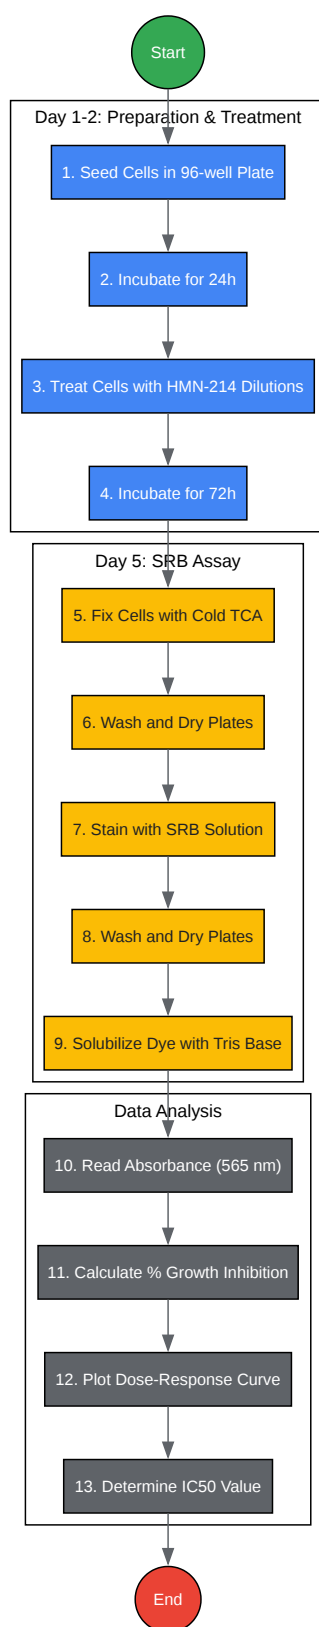 Start
Day 1-2: Preparation & Treatment
1. Seed Cells in 96-well Plate
2. Incubate for 24h
3. Treat Cells with HMN-214 Dilutions
4. Incubate for 72h
Day 5: SRB Assay
5. Fix Cells with Cold TCA
6. Wash and Dry Plates
7. Stain with SRB Solution
8. Wash and Dry Plates
9. Solubilize Dye with Tris Base
Data Analysis
10. Read Absorbance (565 nm)
11. Calculate % Growth Inhibition
12. Plot Dose-Response Curve
13. Determine IC50 Value
End